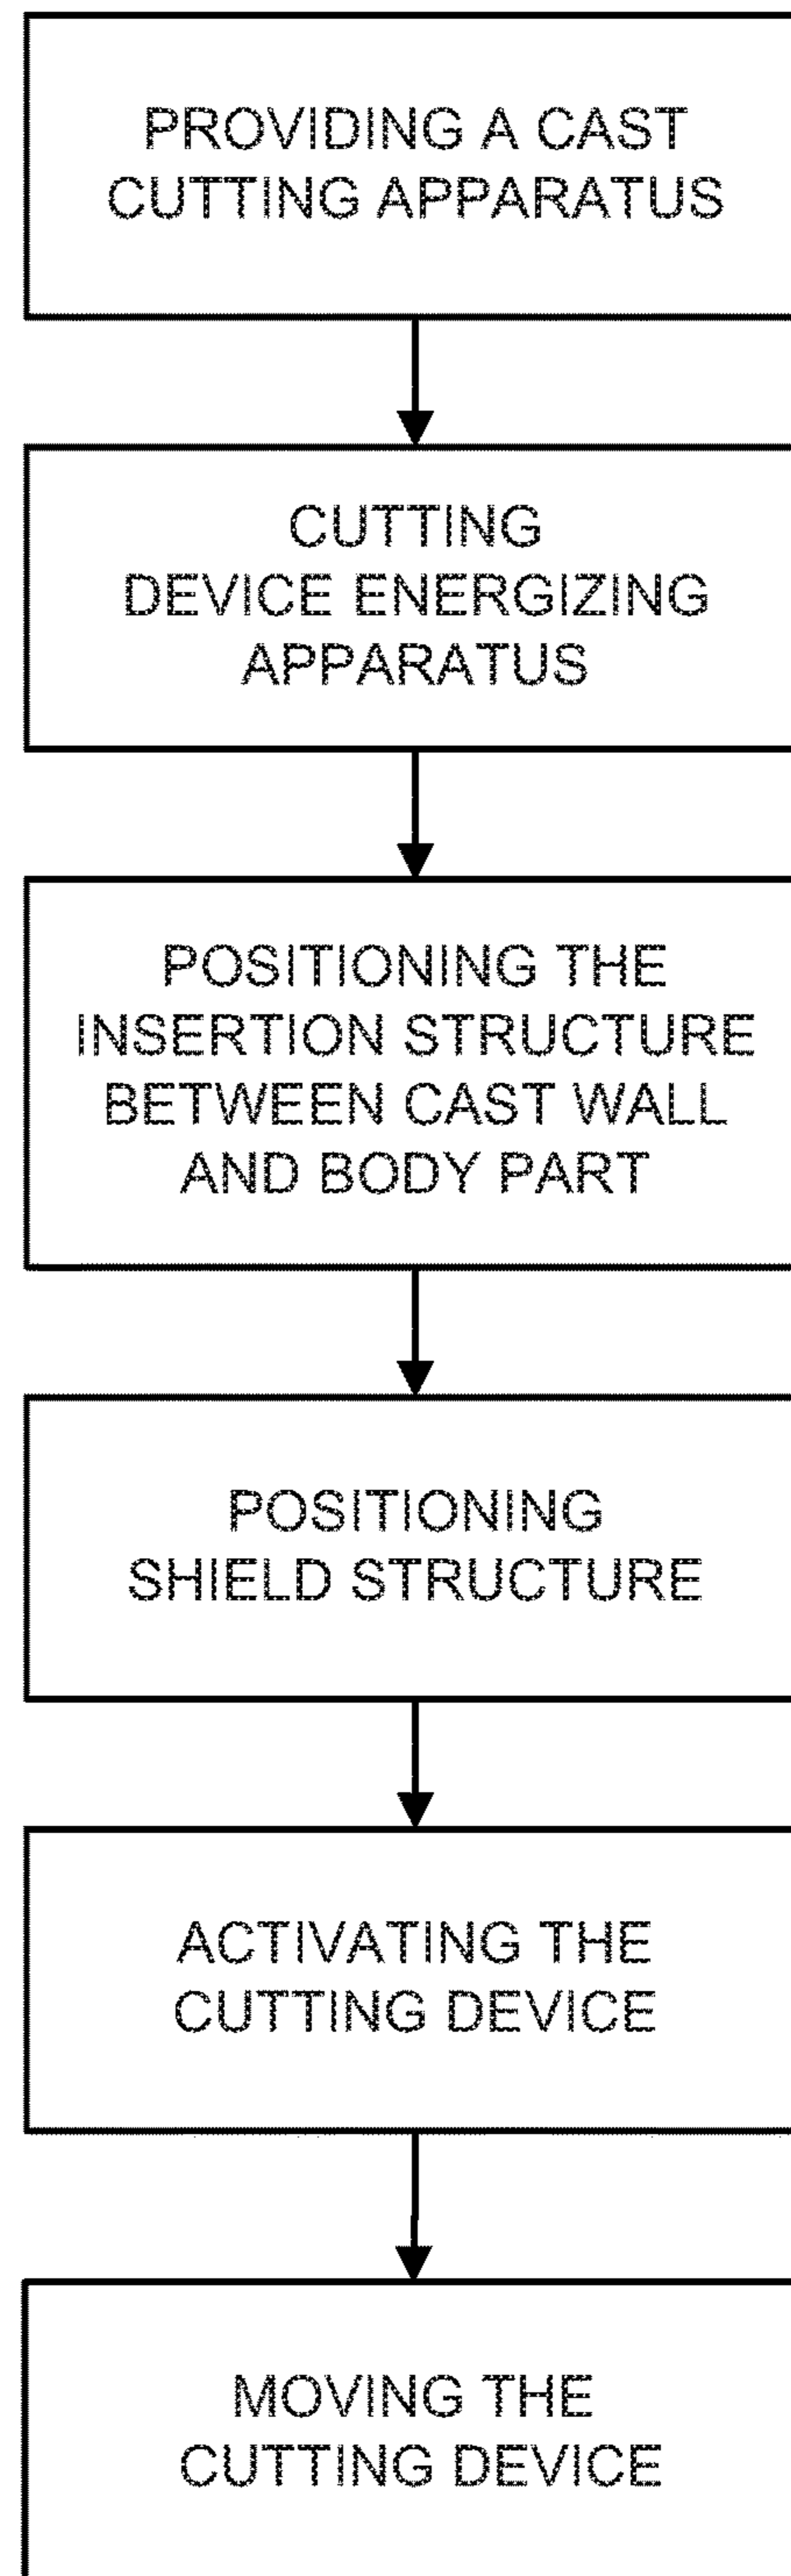 PROVIDING A CAST
CUTTING APPARATUS
CUTTING
DEVICE ENERGIZING
APPARATUS
POSITIONING THE
INSERTION STRUCTURE
BETWEEN CAST WALL
AND BODY PART
POSITIONING
SHIELD STRUCTURE
ACTIVATING THE
CUTTING DEVICE
MOVING THE
CUTTING DEVICE